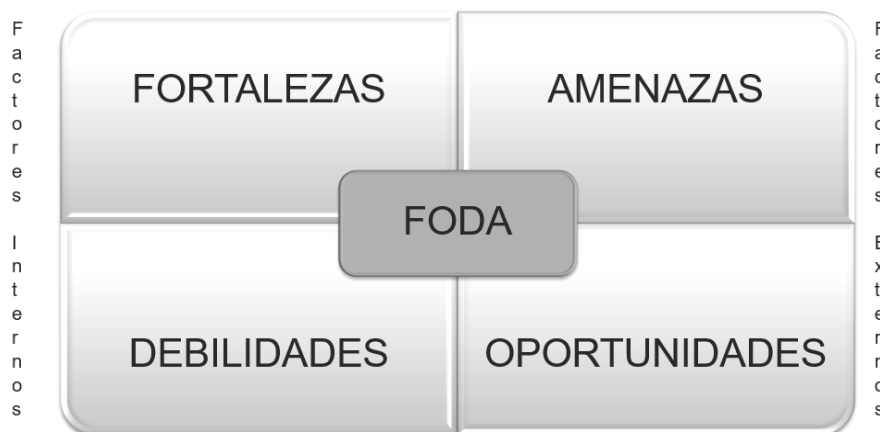 Factores Internos
FORTALEZAS
AMENAZAS
FODA
DEBILIDADES
OPORTUNIDADES
Factores Externos